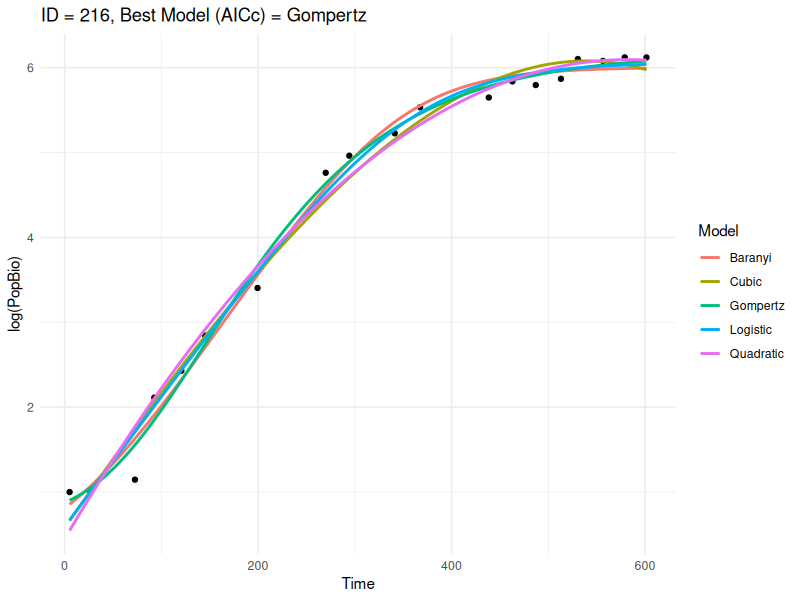 ID = 216, Best Model (AICc) = Gompertz
log(PopBio)
6
4
2
0 200 400 600
Time
Model
Baranyi
Cubic
Gompertz
Logistic
Quadratic